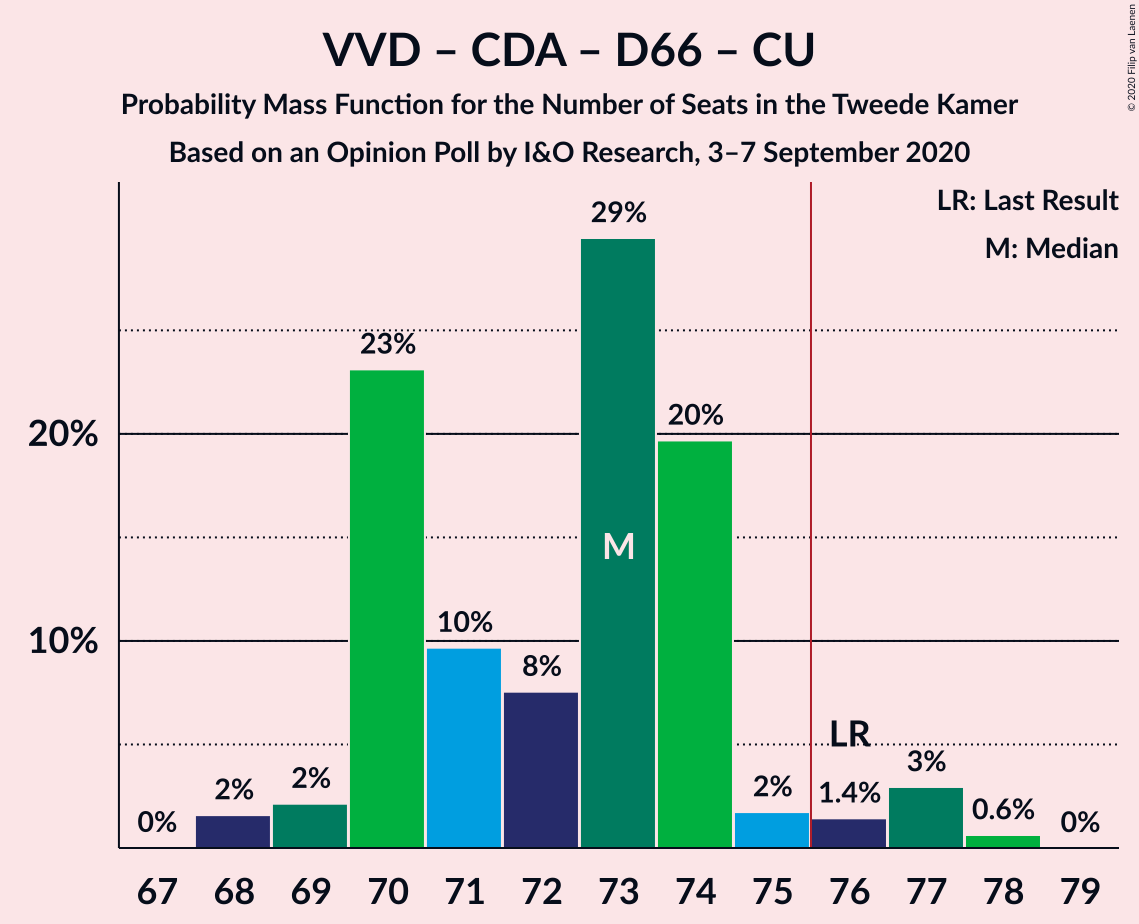 VVD – CDA – D66 – CU
Probability Mass Function for the Number of Seats in the Tweede Kamer
Based on an Opinion Poll by I&O Research, 3–7 September 2020
© 2020 Filip van Laenen
LR: Last Result
M: Median
20%
10%
0%
2%
2%
23%
10%
8%
29%
M
20%
2%
LR
1.4%
3%
0.6%
0%
67 68 69 70 71 72 73 74 75 76 77 78 79